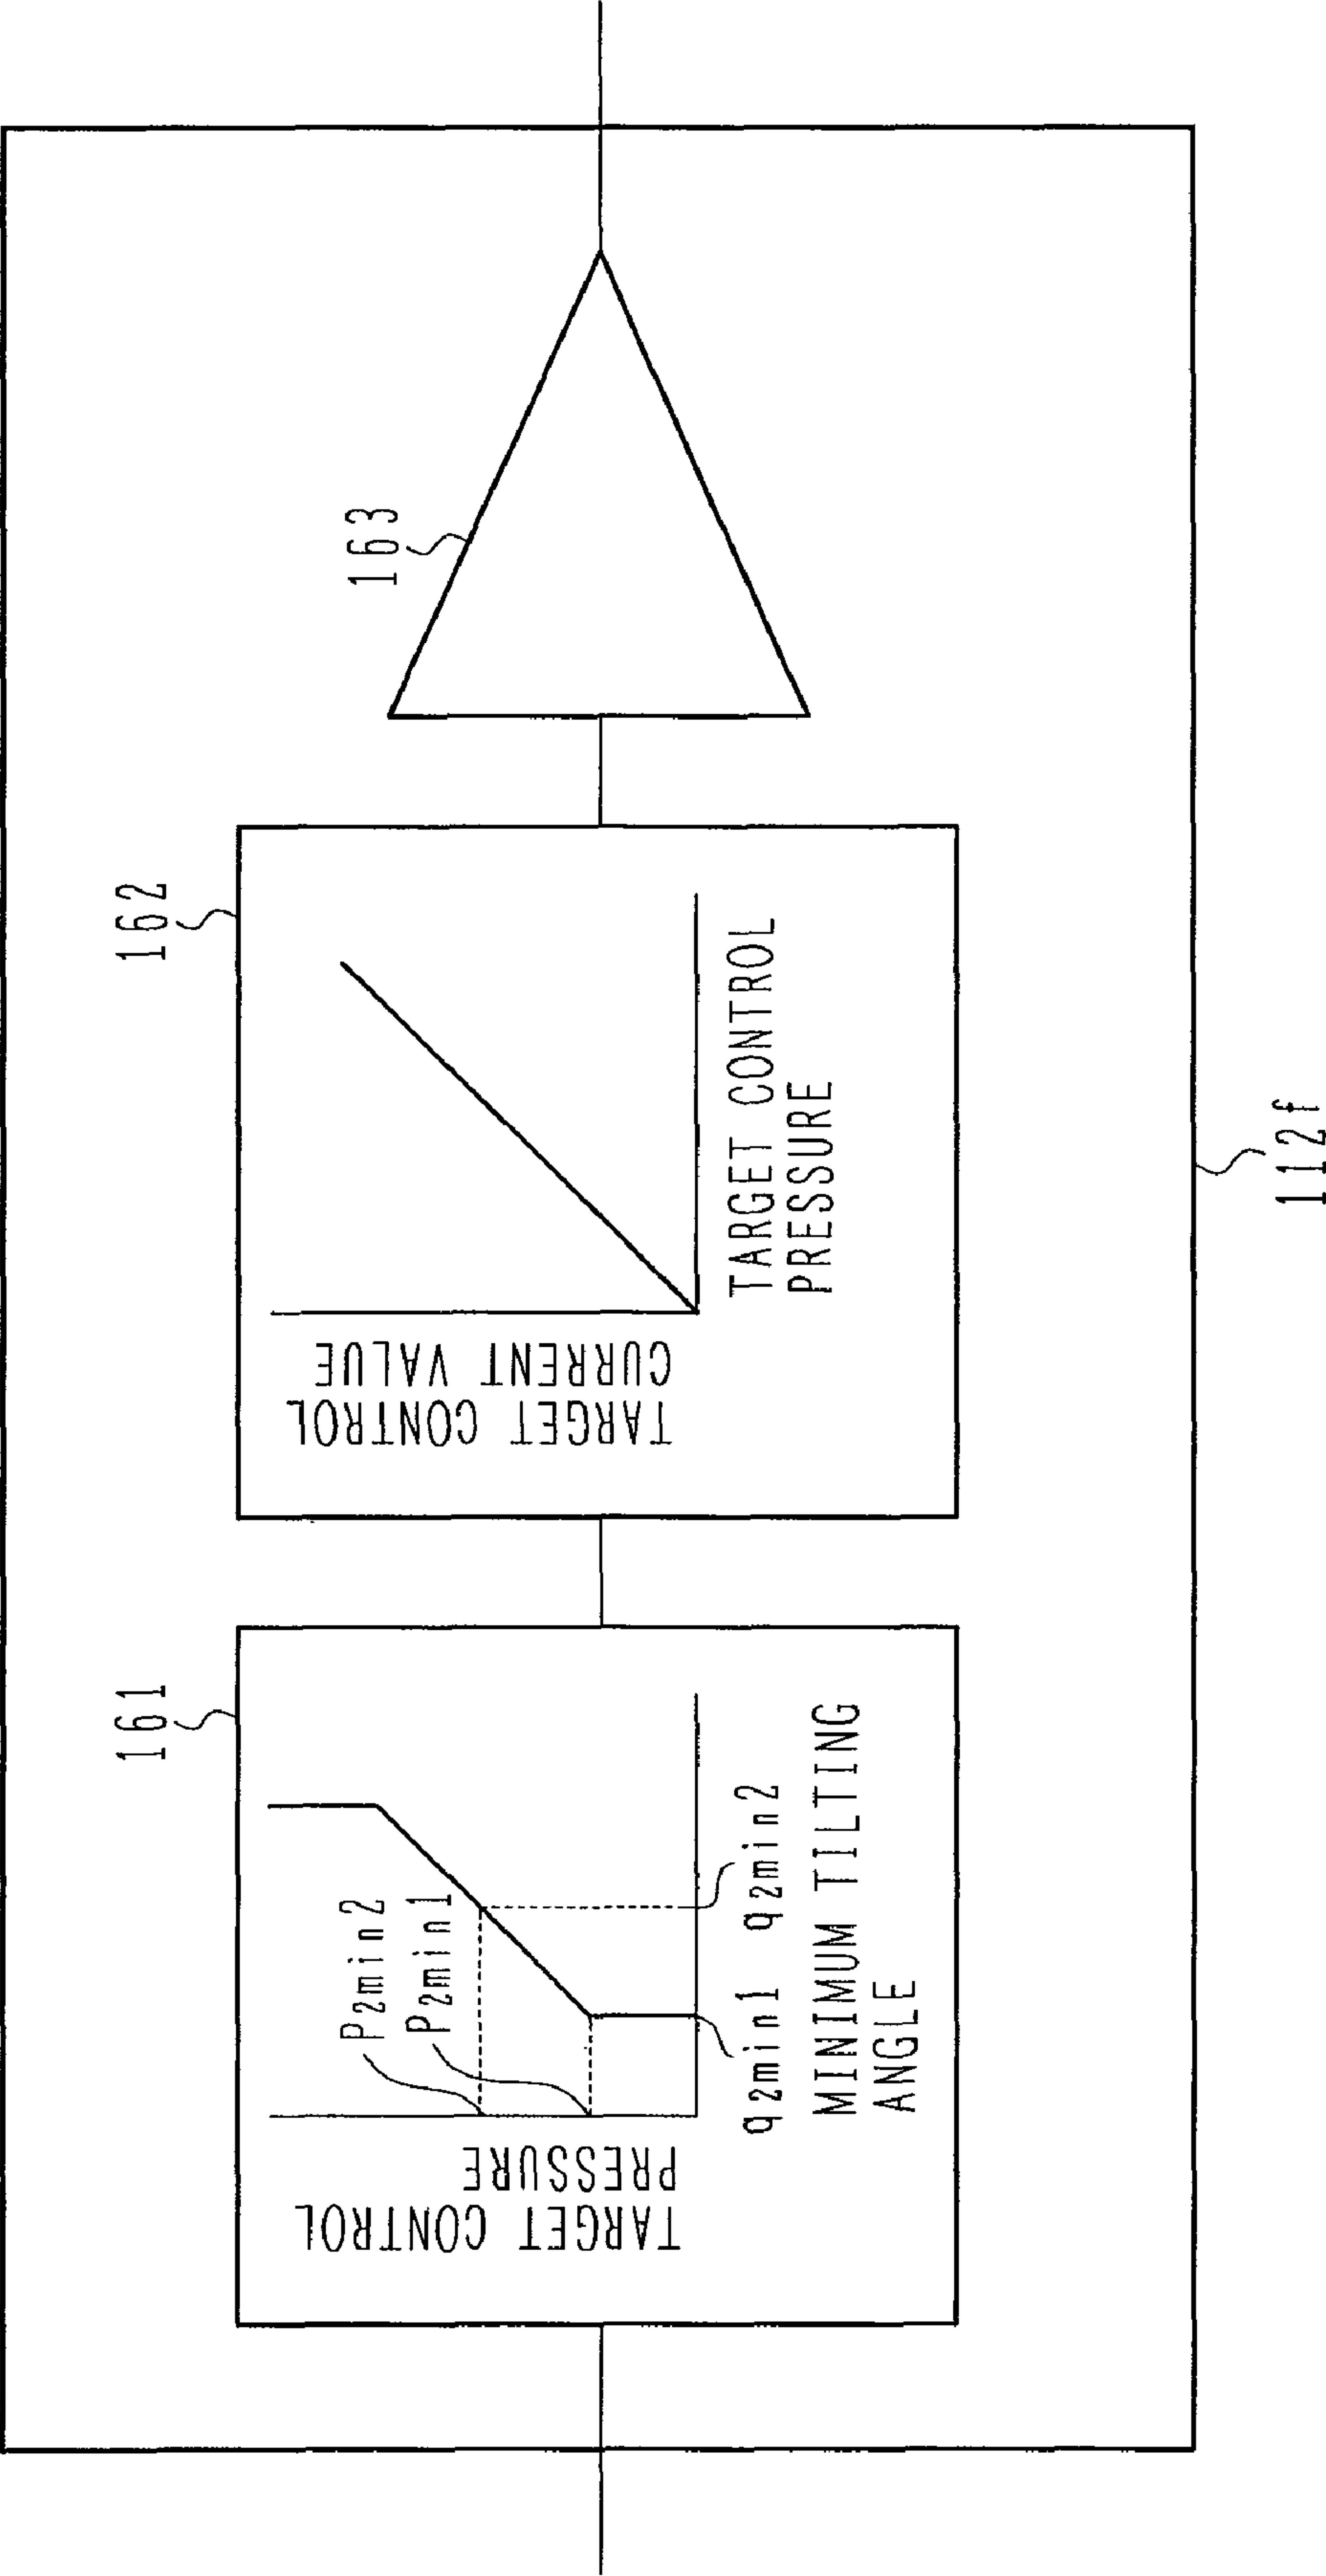 161
TARGET CONTROL
PRESSURE
P2min2
P2min1
q2min1 q2min2
MINIMUM TILTING
ANGLE
162
TARGET CONTROL
CURRENT VALUE
TARGET CONTROL
PRESSURE
163
112f